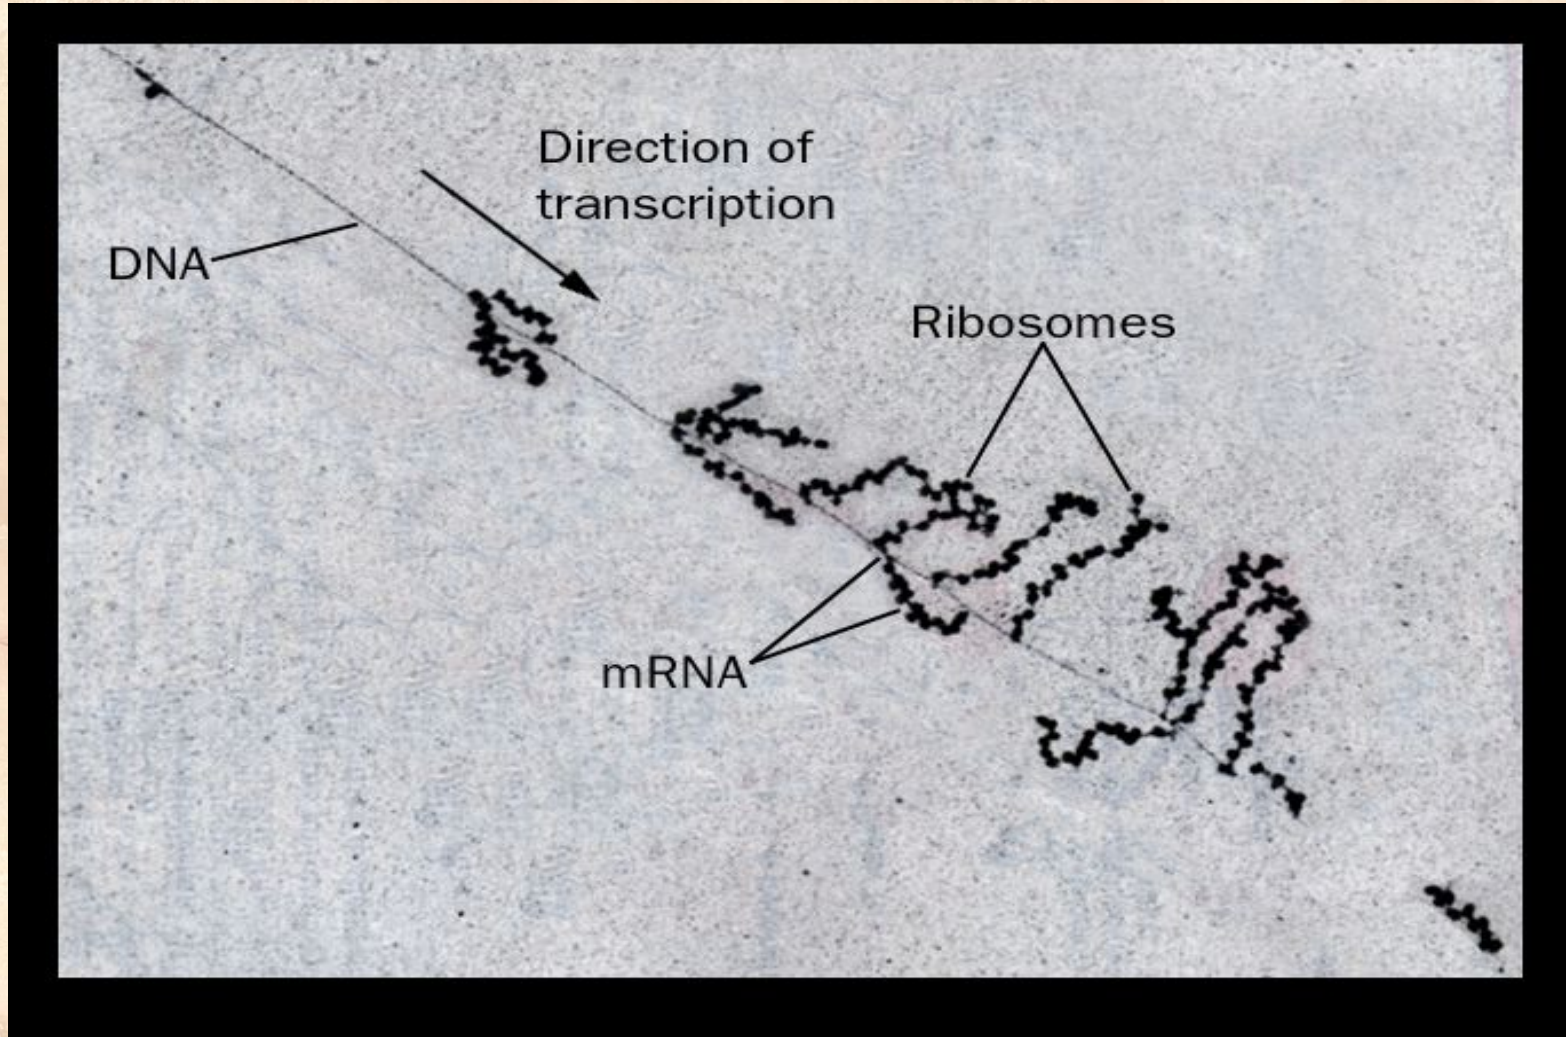 Direction of
transcription
DNA
Ribosomes
mRNA